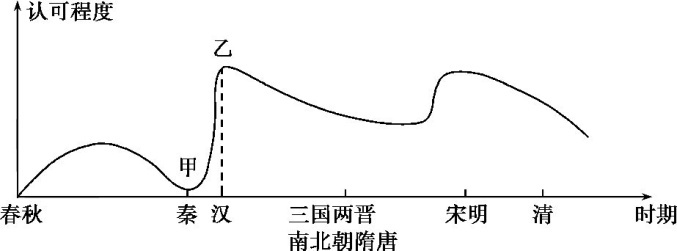 认可程度
乙
甲
春秋 秦 汉 三国两晋 宋明 清 时期
南北朝隋唐